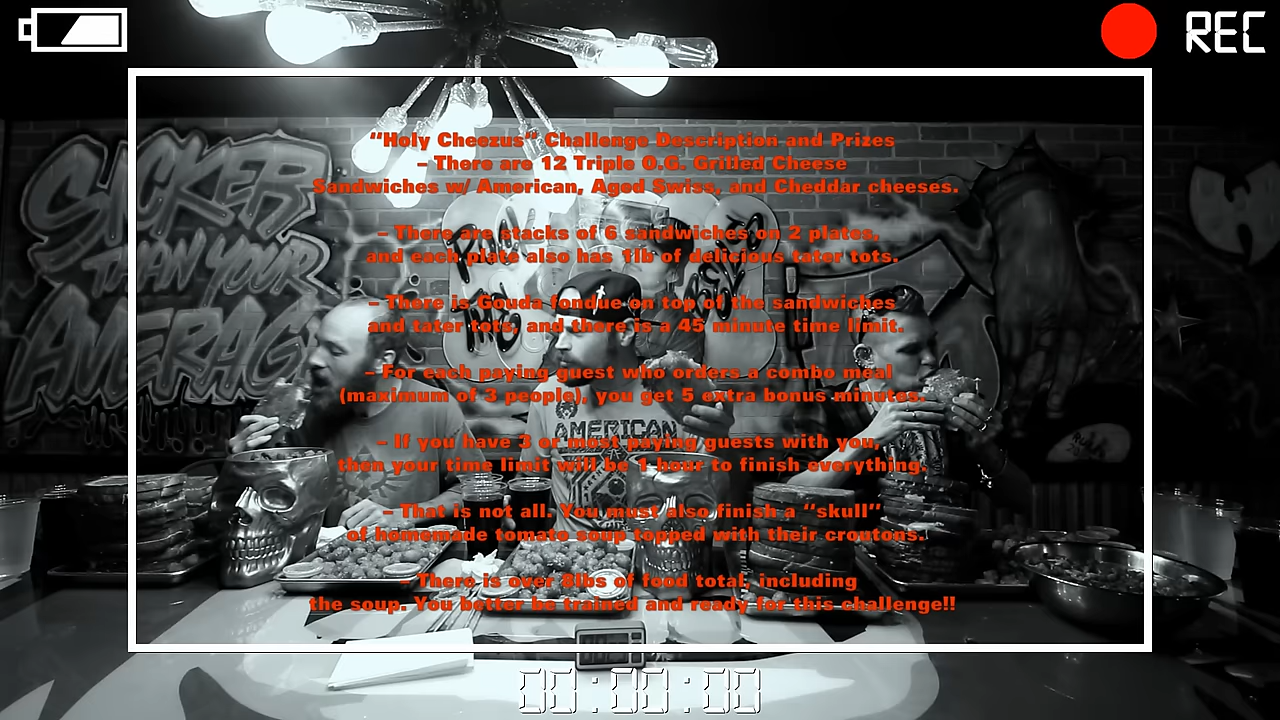 REC
“Holy Cheezus” Challenge Description and Prizes
– There are 12 Triple O.G. Grilled Cheese
Sandwiches w/ American, Aged Swiss, and Cheddar cheeses.
– There are stacks of 6 sandwiches on 2 plates,
and each plate also has 1lb of delicious tater tots.
– There is Gouda fondue on top of the sandwiches
and tater tots, and there is a 45 minute time limit.
– For each paying guest who orders a combo meal
(maximum of 3 people), you get 5 extra bonus minutes.
– If you have 3 or most paying guests with you,
then your time limit will be 1 hour to finish everything.
– That is not all. You must also finish a “skull”
of homemade tomato soup topped with their croutons.
– There is over 8lbs of food total, including
the soup. You better be trained and ready for this challenge!!
SICKER
THAN YOUR
AVERAGE
AMERICAN
00:00:00